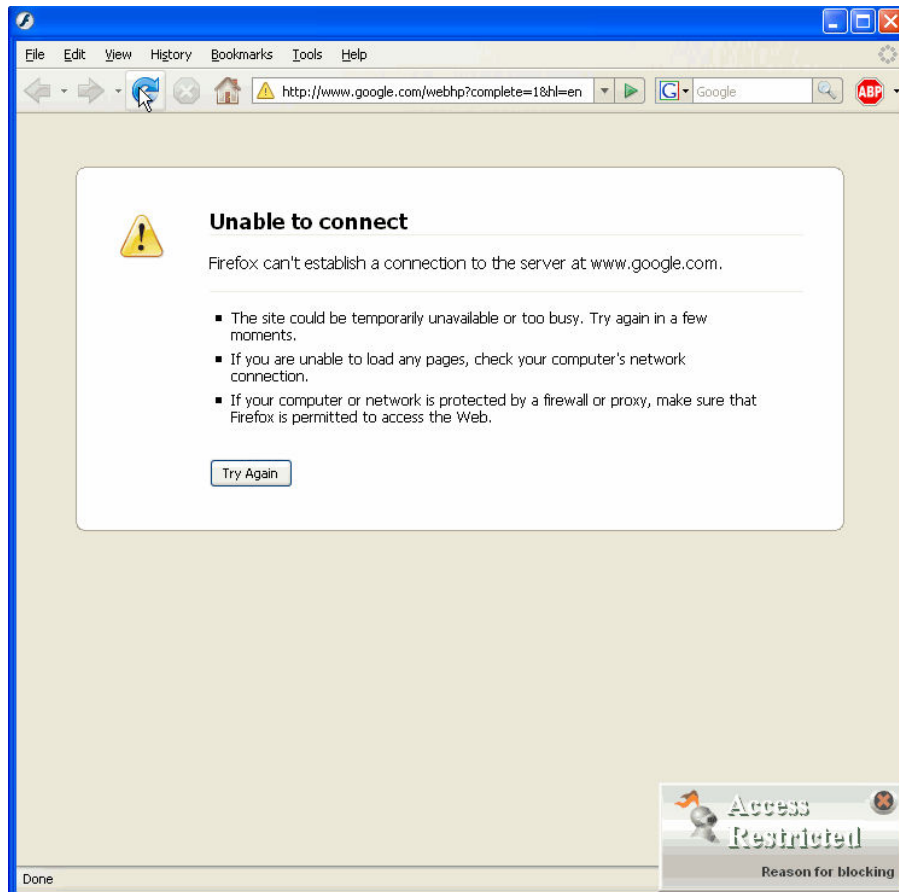 File Edit View History Bookmarks Tools Help
http://www.google.com/webhp?complete=1&hl=en G Google ABP
Unable to connect
Firefox can't establish a connection to the server at www.google.com.
The site could be temporarily unavailable or too busy. Try again in a few
moments.
If you are unable to load any pages, check your computer's network
connection.
If your computer or network is protected by a firewall or proxy, make sure that
Firefox is permitted to access the Web.
Try Again
Access
Restricted
Reason for blocking
Done